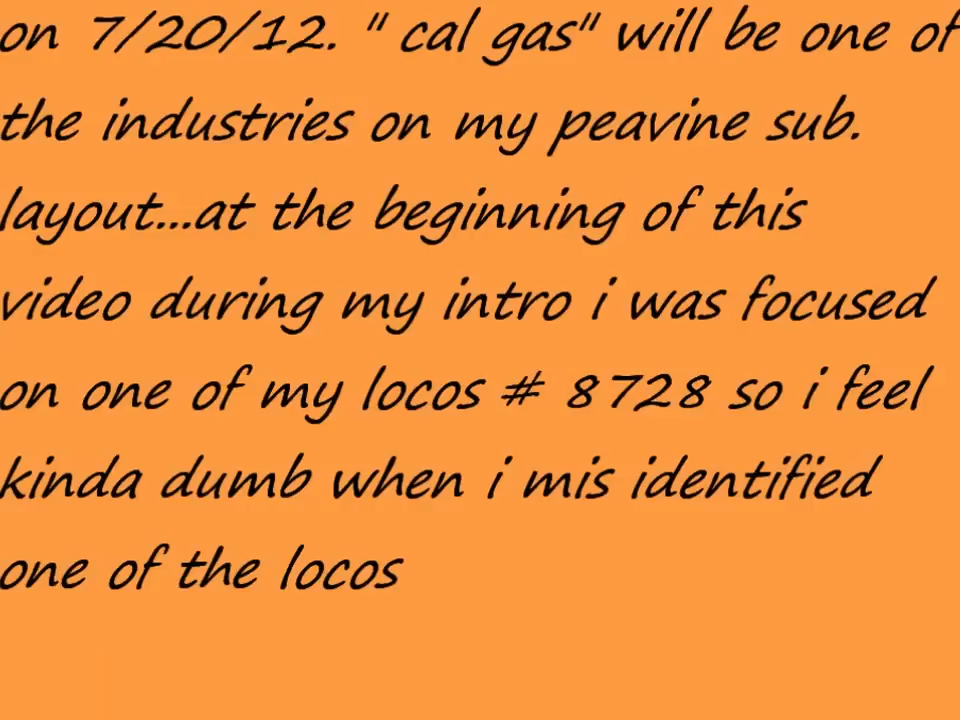 on 7/20/12. " cal gas" will be one of
the industries on my peavine sub.
layout...at the beginning of this
video during my intro i was focused
on one of my locos # 8728 so i feel
kinda dumb when i mis identified
one of the locos